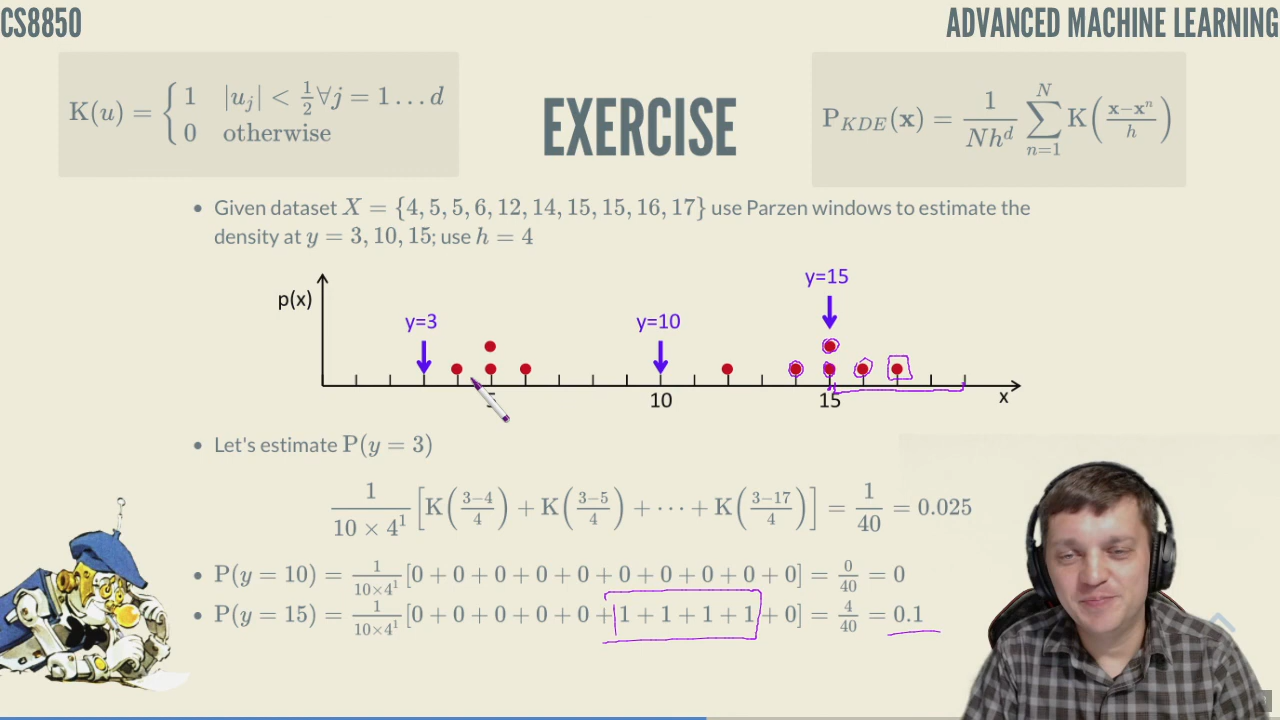 CS8850
ADVANCED MACHINE LEARNING
K(u) = { 1 |u_j| < 1/2 ∀j = 1 … d
0 otherwise
EXERCISE
P_KDE(x) = 1/(Nh^d) ∑_{n=1}^{N} K((x−x^n)/h)
• Given dataset X = {4, 5, 5, 6, 12, 14, 15, 15, 16, 17} use Parzen windows to estimate the
density at y = 3, 10, 15; use h = 4
y=15
p(x)
y=3
y=10
10
15
x
• Let's estimate P(y = 3)
1/(10 × 4^1) [K((3−4)/4) + K((3−5)/4) + ⋯ + K((3−17)/4)] = 1/40 = 0.025
• P(y = 10) = 1/(10×4^1) [0 + 0 + 0 + 0 + 0 + 0 + 0 + 0 + 0 + 0] = 0/40 = 0
• P(y = 15) = 1/(10×4^1) [0 + 0 + 0 + 0 + 0 + 1 + 1 + 1 + 1 + 0] = 4/40 = 0.1